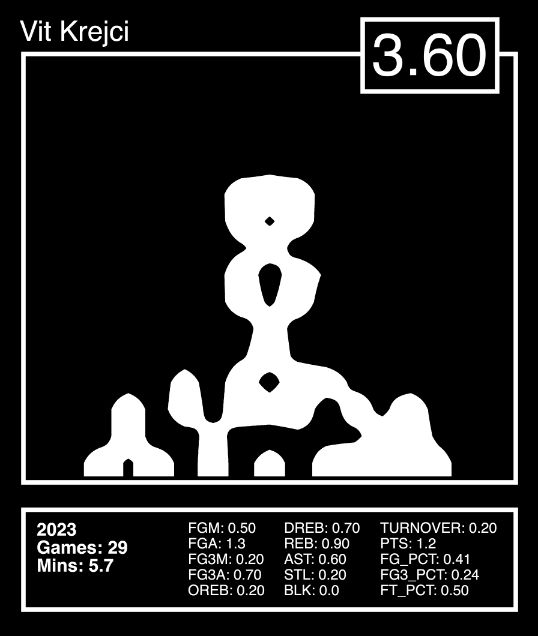 Vit Krejci
3.60
2023
Games: 29
Mins: 5.7
FGM: 0.50
FGA: 1.3
FG3M: 0.20
FG3A: 0.70
OREB: 0.20
DREB: 0.70
REB: 0.90
AST: 0.60
STL: 0.20
BLK: 0.0
TURNOVER: 0.20
PTS: 1.2
FG_PCT: 0.41
FG3_PCT: 0.24
FT_PCT: 0.50